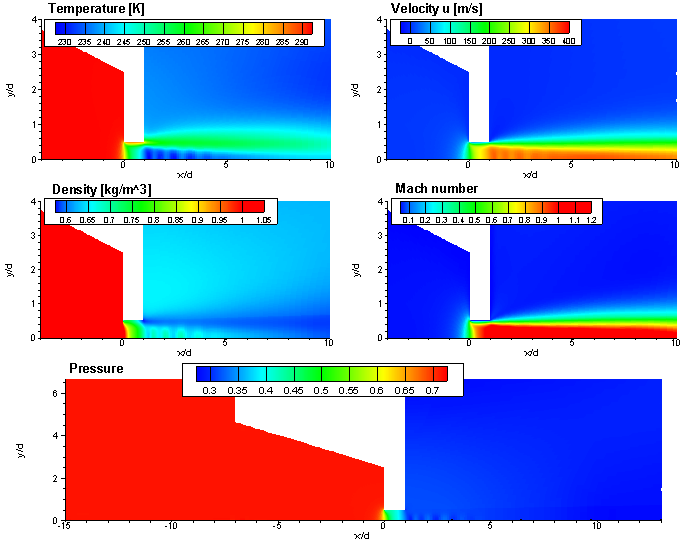 Temperature [K]
230 235 240 245 250 255 260 265 270 275 280 285 290
4
3
2
1
0
y/d
0 5 10
x/d
Velocity u [m/s]
0 50 100 150 200 250 300 350 400
4
3
2
1
0
y/d
0 5 10
x/d
Density [kg/m^3]
0.6 0.65 0.7 0.75 0.8 0.85 0.9 0.95 1 1.05
4
3
2
1
0
y/d
0 5 10
x/d
Mach number
0.1 0.2 0.4 0.5 0.6 0.7 0.8 0.9 1 1.1 1.2
4
3
2
1
0
y/d
0 5 10
x/d
Pressure
0.3 0.35 0.4 0.45 0.5 0.55 0.6 0.65 0.7
6
4
2
0
y/d
-15 -10 -5 0 5 10
x/d